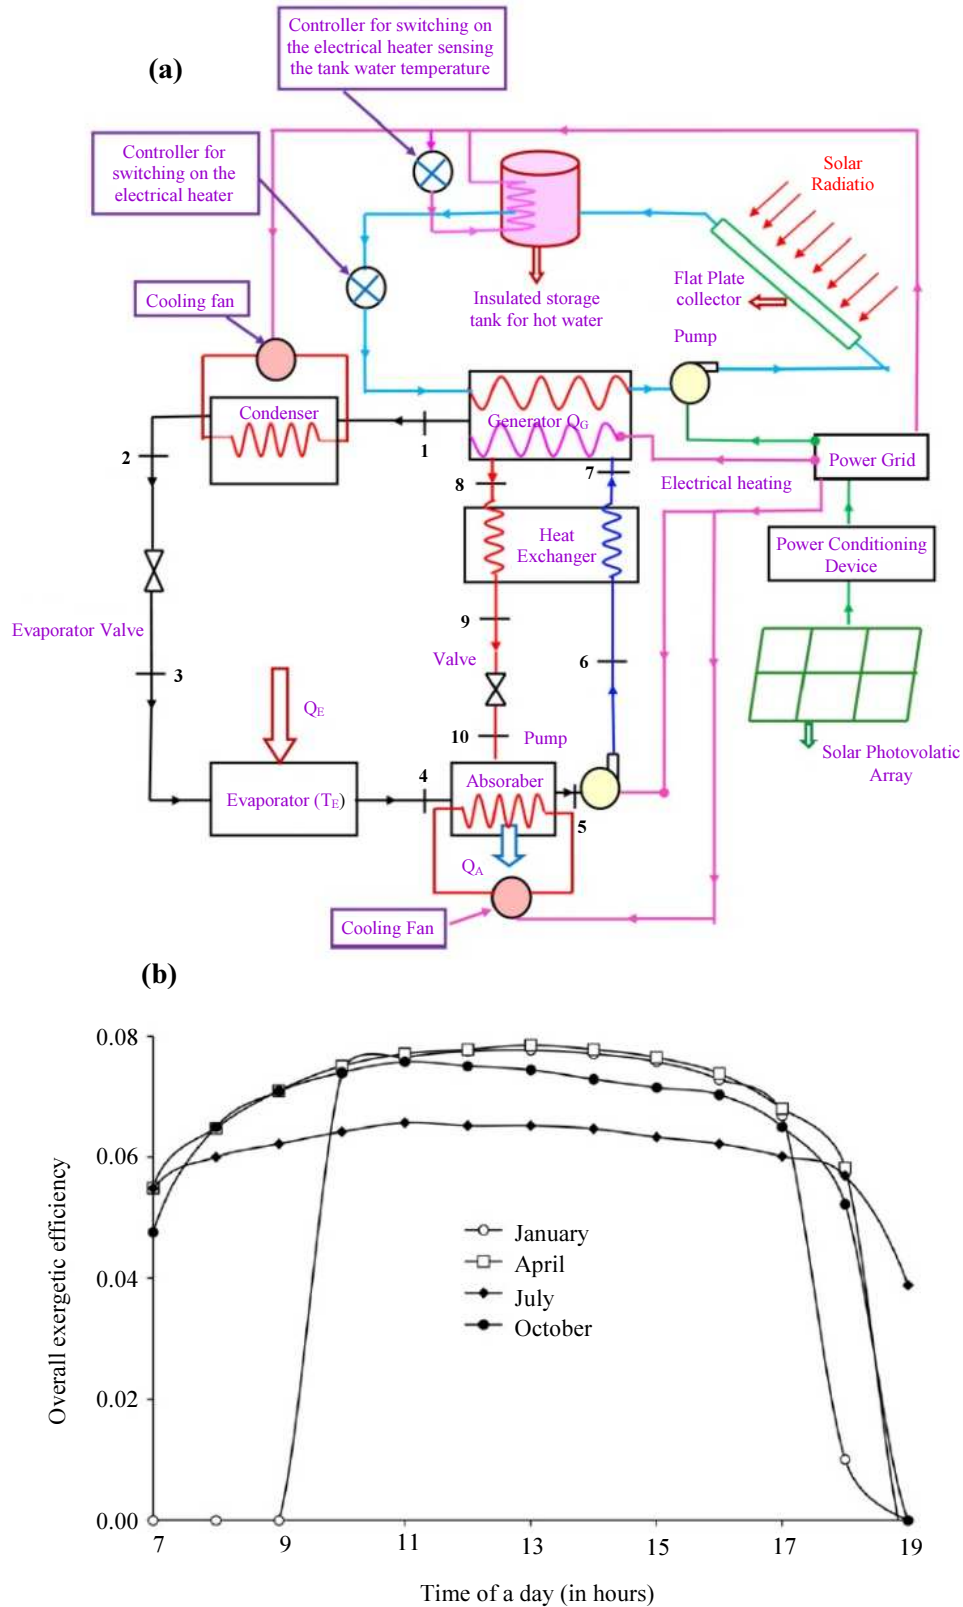 (a)
Controller for switching on
the electrical heater sensing
the tank water temperature
Controller for
switching on the
electrical heater
Solar
Radiatio
Cooling fan
Insulated storage
tank for hot water
Flat Plate
collector
Pump
Condenser
Generator QG
1
2
8
7
Power Grid
Electrical heating
Heat
Exchanger
Power Conditioning
Device
Evaporator Valve
9
Valve
6
3
QE
10
Pump
Solar Photovolatic
Array
Evaporator (TE)
4
Absoraber
5
QA
Cooling Fan
(b)
Overall exergetic efficiency
0.08
0.06
0.04
0.02
0.00
January
April
July
October
7
9
11
13
15
17
19
Time of a day (in hours)